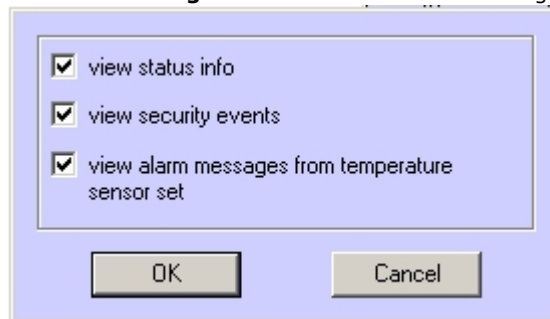 view status info
view security events
view alarm messages from temperature
sensor set
OK
Cancel